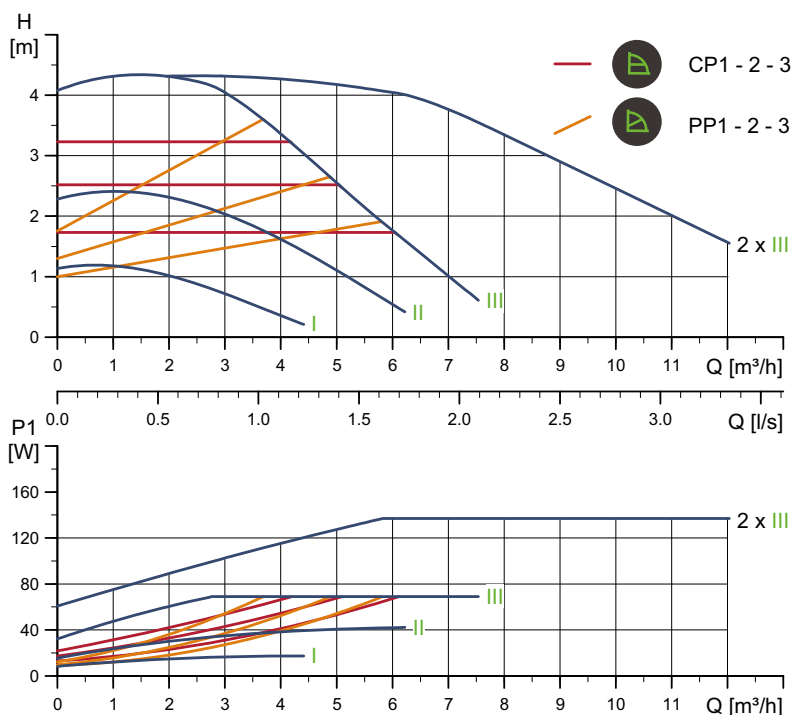 H
[m]
CP1 - 2 - 3
4
PP1 - 2 - 3
3
2
2 x III
1
III
II
I
0
0 1 2 3 4 5 6 7 8 9 10 11 Q [m³/h]
0.0 0.5 1.0 1.5 2.0 2.5 3.0 Q [l/s]
P1
[W]
160
2 x III
120
80
III
40
II
I
0
0 1 2 3 4 5 6 7 8 9 10 11 Q [m³/h]